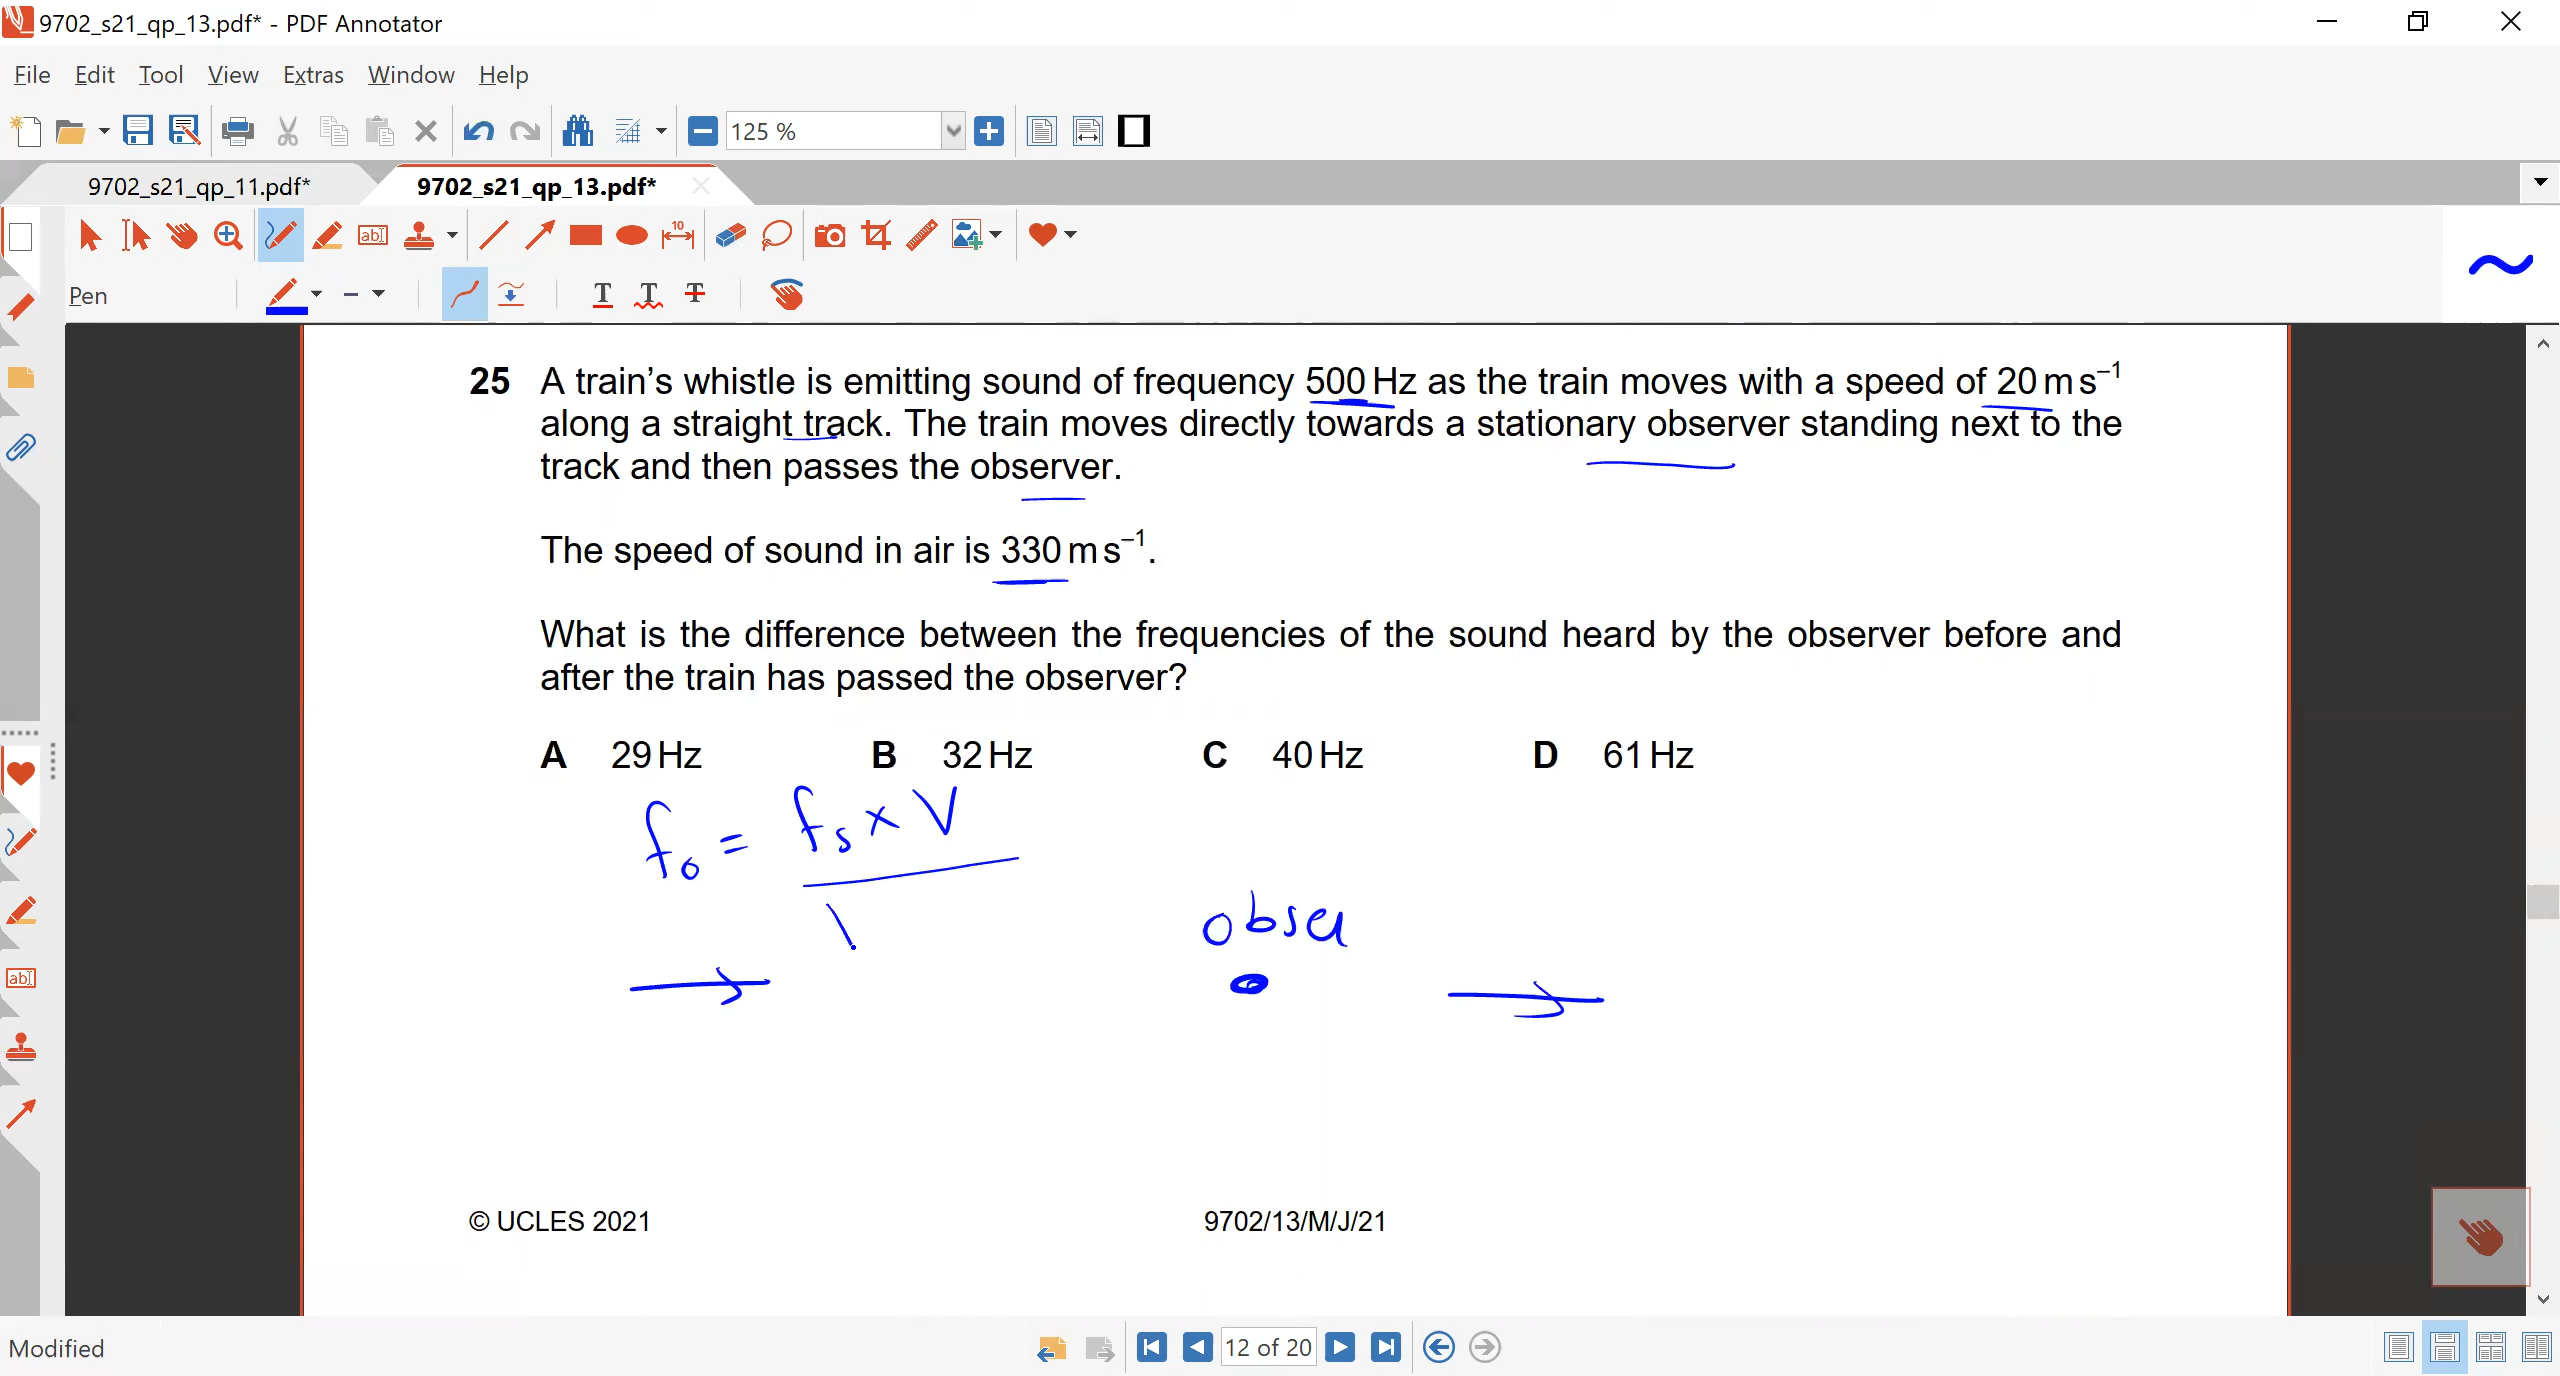 9702_s21_qp_13.pdf* - PDF Annotator
File Edit Tool View Extras Window Help
125 %
9702_s21_qp_11.pdf* 9702_s21_qp_13.pdf*
Pen
25 A train’s whistle is emitting sound of frequency 500 Hz as the train moves with a speed of 20 m s⁻¹
along a straight track. The train moves directly towards a stationary observer standing next to the
track and then passes the observer.
The speed of sound in air is 330 m s⁻¹.
What is the difference between the frequencies of the sound heard by the observer before and
after the train has passed the observer?
A 29 Hz B 32 Hz C 40 Hz D 61 Hz
fo = fs × V
obser
© UCLES 2021 9702/13/M/J/21
Modified 12 of 20